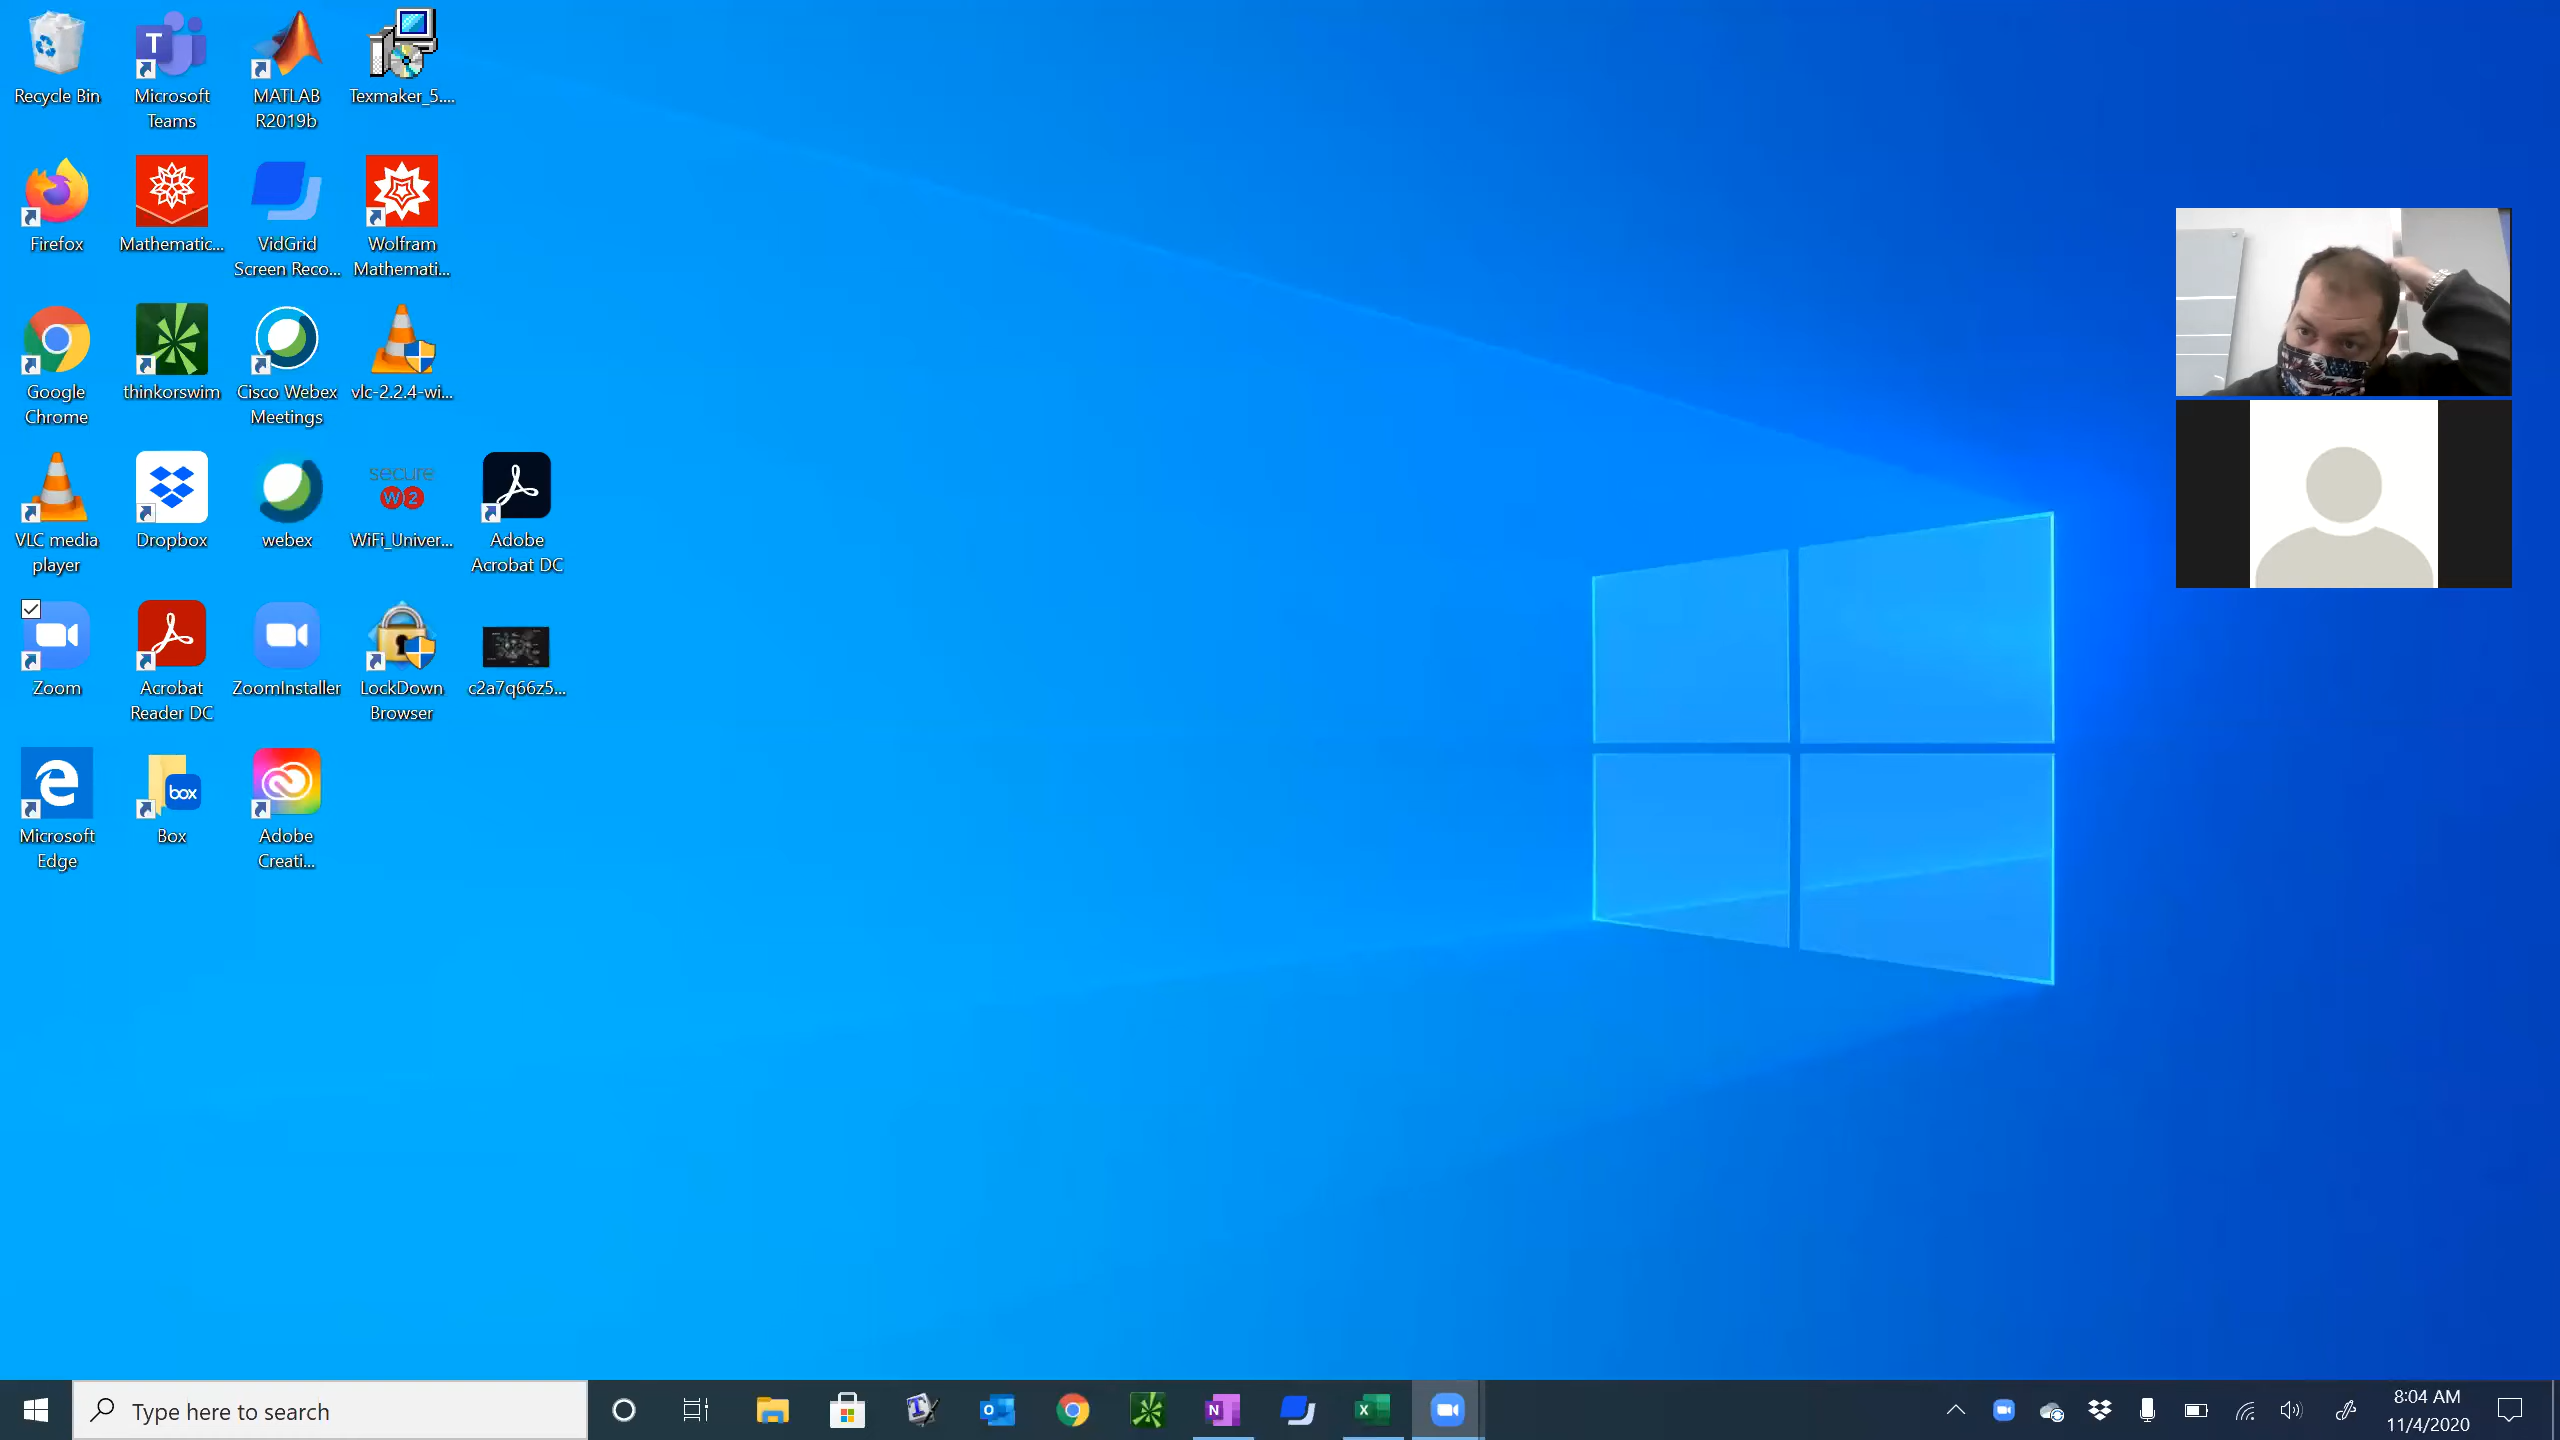 Recycle Bin
Microsoft
Teams
MATLAB
R2019b
Texmaker_5....
Firefox
Mathematic...
VidGrid
Screen Reco...
Wolfram
Mathemati...
Google
Chrome
thinkorswim
Cisco Webex
Meetings
vlc-2.2.4-wi...
VLC media
player
Dropbox
webex
secure
W2
WiFi_Univer...
Adobe
Acrobat DC
Zoom
Acrobat
Reader DC
ZoomInstaller
LockDown
Browser
c2a7q66z5...
Microsoft
Edge
box
Box
Adobe
Creati...
Type here to search
8:04 AM
11/4/2020